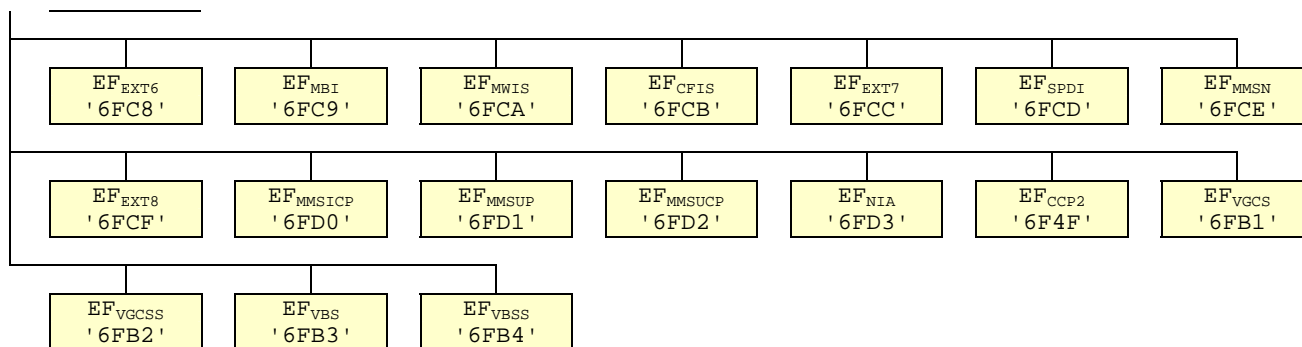 EFEXT6 EFMBI EFMWIS EFCFIS EFEXT7 EFSPDI EFMMSN
'6FC8' '6FC9' '6FCA' '6FCB' '6FCC' '6FCD' '6FCE'
EFEXT8 EFMMSICP EFMMSUP EFMMSUCP EFNIA EFCCP2 EFVGCS
'6FCF' '6FD0' '6FD1' '6FD2' '6FD3' '6F4F' '6FB1'
EFVGCSS EFVBS EFVBSS
'6FB2' '6FB3' '6FB4'